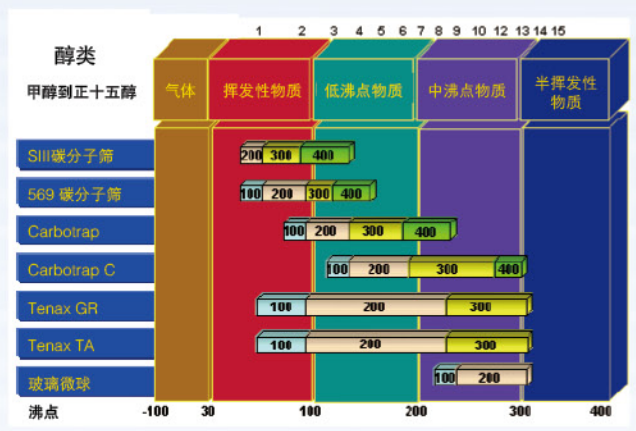 1 2 3 4 5 6 7 8 9 10 11 12 13 14 15
醇类
甲醇到正十五醇
气体 挥发性物质 低沸点物质 中沸点物质 半挥发性
物质
SIII碳分子筛 200 300 400
569 碳分子筛 100 200 300 400
Carbotrap 100 200 300 400
Carbotrap C 100 200 300 400
Tenax GR 100 200 300
Tenax TA 100 200 300
玻璃微球 100 200
沸点 -100 30 100 200 300 400